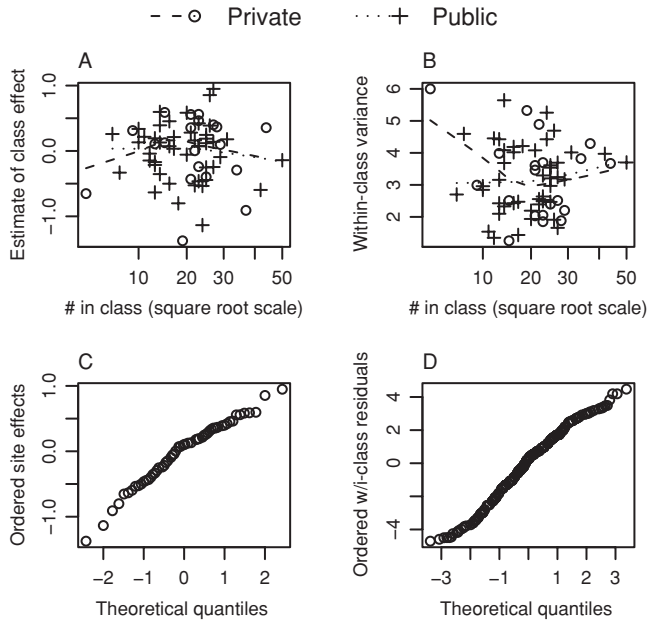 Private Public
A
Estimate of class effect
1.0
0.0
−1.0
10 20 30 50
# in class (square root scale)
B
Within-class variance
6
5
4
3
2
10 20 30 50
# in class (square root scale)
C
Ordered site effects
1.0
0.0
−1.0
−2 −1 0 1 2
Theoretical quantiles
D
Ordered w/i-class residuals
4
2
0
−4
−3 −1 1 2 3
Theoretical quantiles